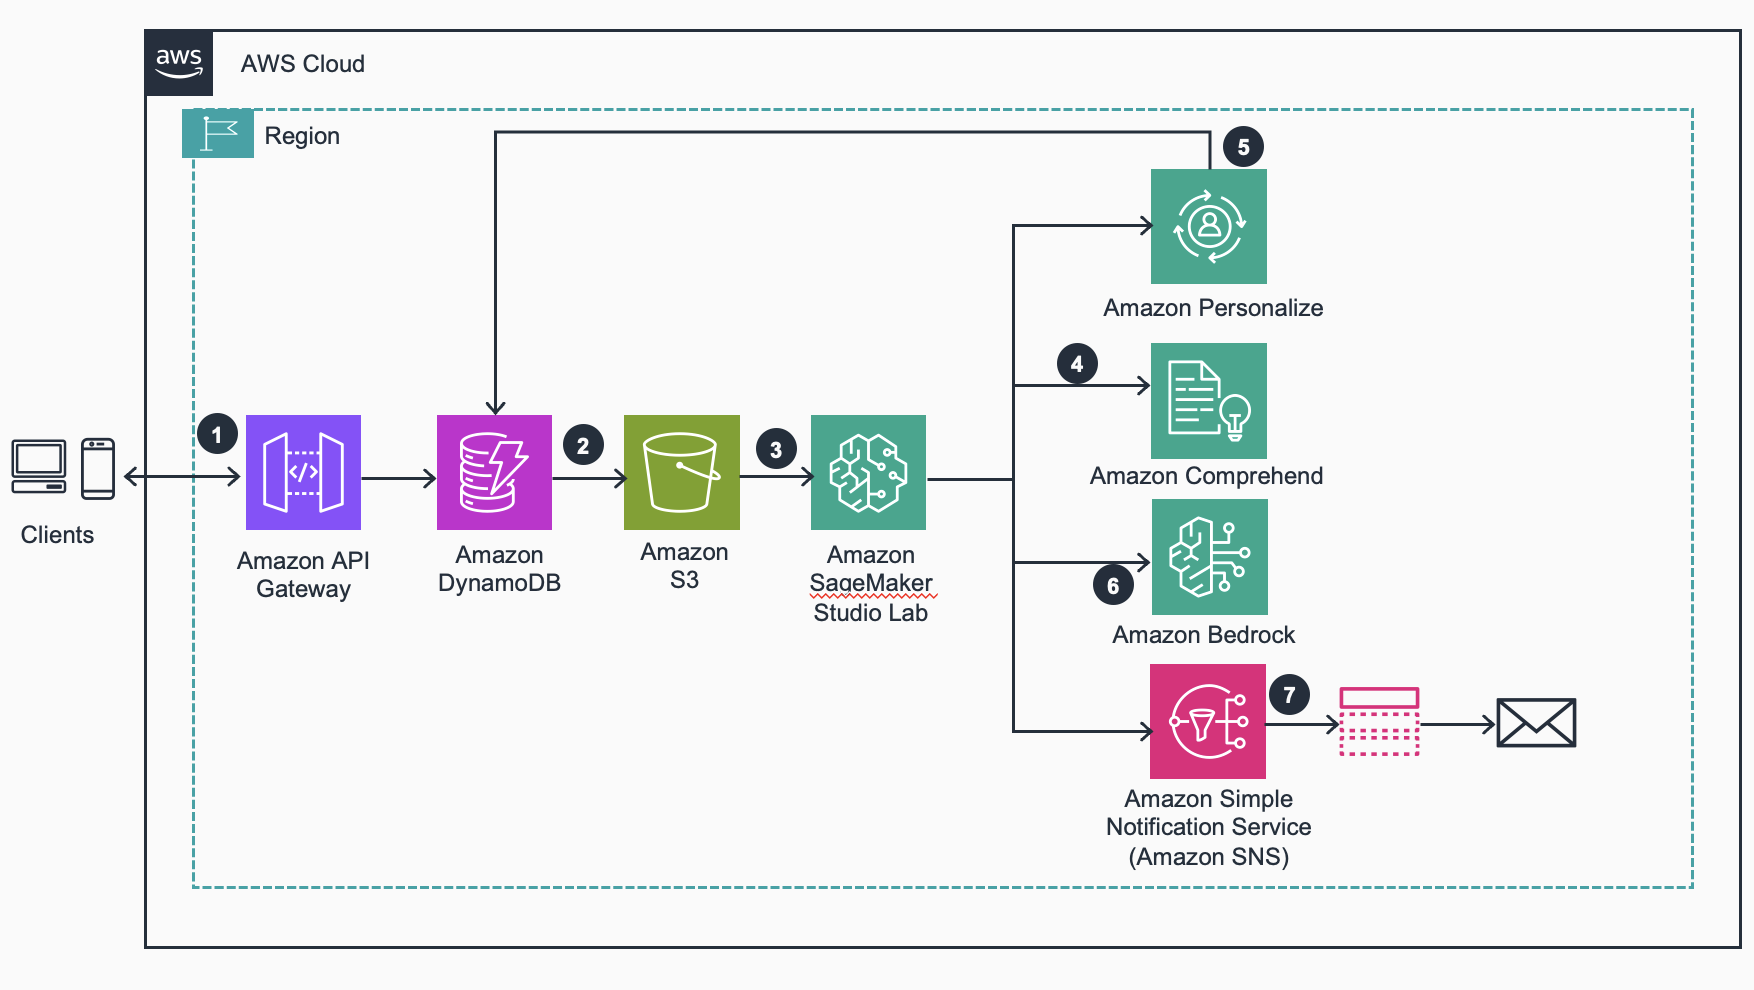 aws
AWS Cloud
Region
5
Amazon Personalize
4
Amazon Comprehend
1
2
3
</>
Clients
Amazon API
Gateway
Amazon
DynamoDB
Amazon
S3
Amazon
SageMaker
Studio Lab
6
Amazon Bedrock
7
Amazon Simple
Notification Service
(Amazon SNS)